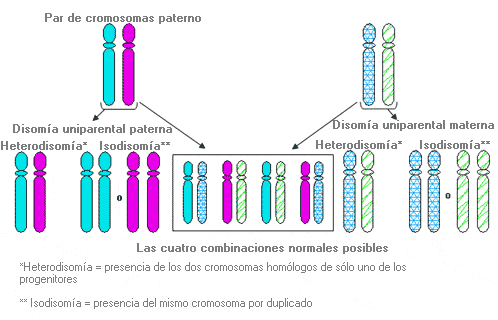 Par de cromosomas paterno
Disomía uniparental paterna
Disomía uniparental materna
Heterodisomía* Isodisomía**
Heterodisomía* Isodisomía**
o
o
Las cuatro combinaciones normales posibles
*Heterodisomía = presencia de los dos cromosomas homólogos de sólo uno de los
progenitores
** Isodisomía = presencia del mismo cromosoma por duplicado